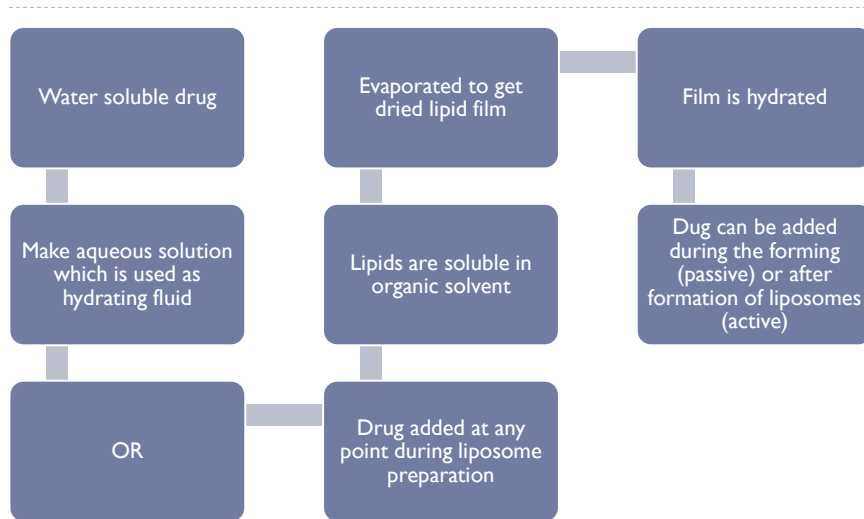 Water soluble drug
Make aqueous solution
which is used as
hydrating fluid
OR
Drug added at any
point during liposome
preparation
Lipids are soluble in
organic solvent
Evaporated to get
dried lipid film
Film is hydrated
Dug can be added
during the forming
(passive) or after
formation of liposomes
(active)